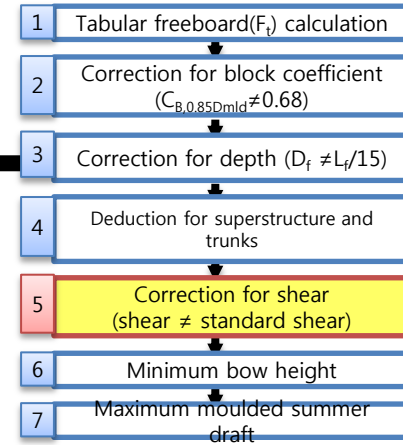 1 Tabular freeboard(Ft) calculation
2 Correction for block coefficient
(CB,0.85Dmld≠0.68)
3 Correction for depth (Df ≠Lf/15)
4 Deduction for superstructure and
trunks
5 Correction for shear
(shear ≠ standard shear)
6 Minimum bow height
7 Maximum moulded summer
draft